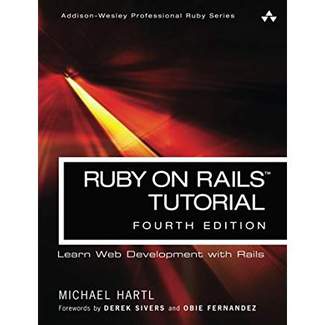 Addison-Wesley Professional Ruby Series
RUBY ON RAILS™
TUTORIAL
FOURTH EDITION
Learn Web Development with Rails
MICHAEL HARTL
Forewords by DEREK SIVERS and OBIE FERNANDEZ